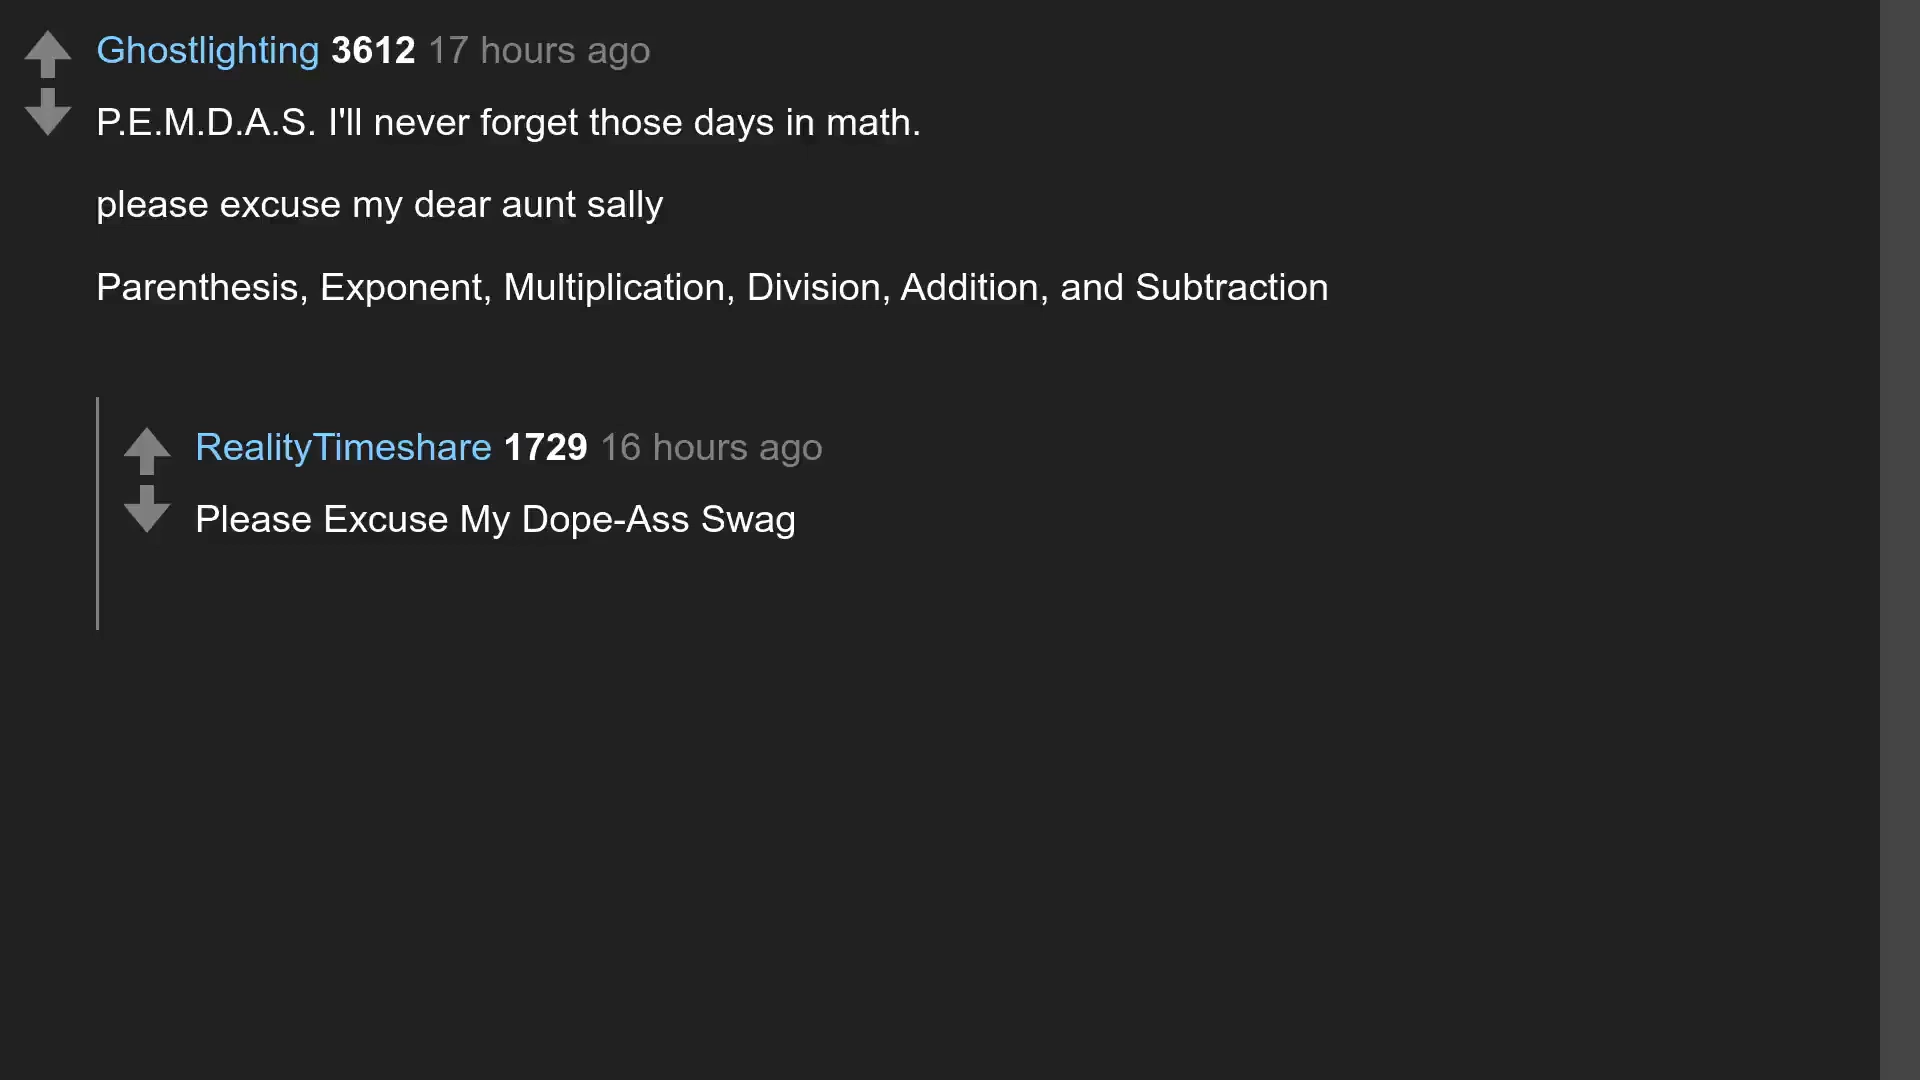 Ghostlighting 3612 17 hours ago
P.E.M.D.A.S. I'll never forget those days in math.
please excuse my dear aunt sally
Parenthesis, Exponent, Multiplication, Division, Addition, and Subtraction
RealityTimeshare 1729 16 hours ago
Please Excuse My Dope-Ass Swag